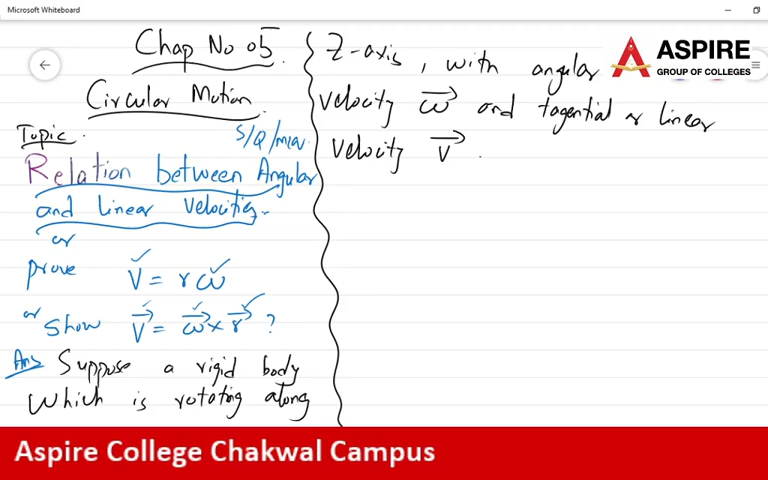 Microsoft Whiteboard
Chap No 05
Circular Motion
Topic
S/Q/MCQ
Relation between Angular
and linear Velocities.
or
prove V = rω
or Show V = ω x r ?
Ans Suppose a rigid body
Which is rotating along
Z-axis, with angular
velocity ω and tagential or linear
Velocity V.
ASPIRE
GROUP OF COLLEGES
Aspire College Chakwal Campus